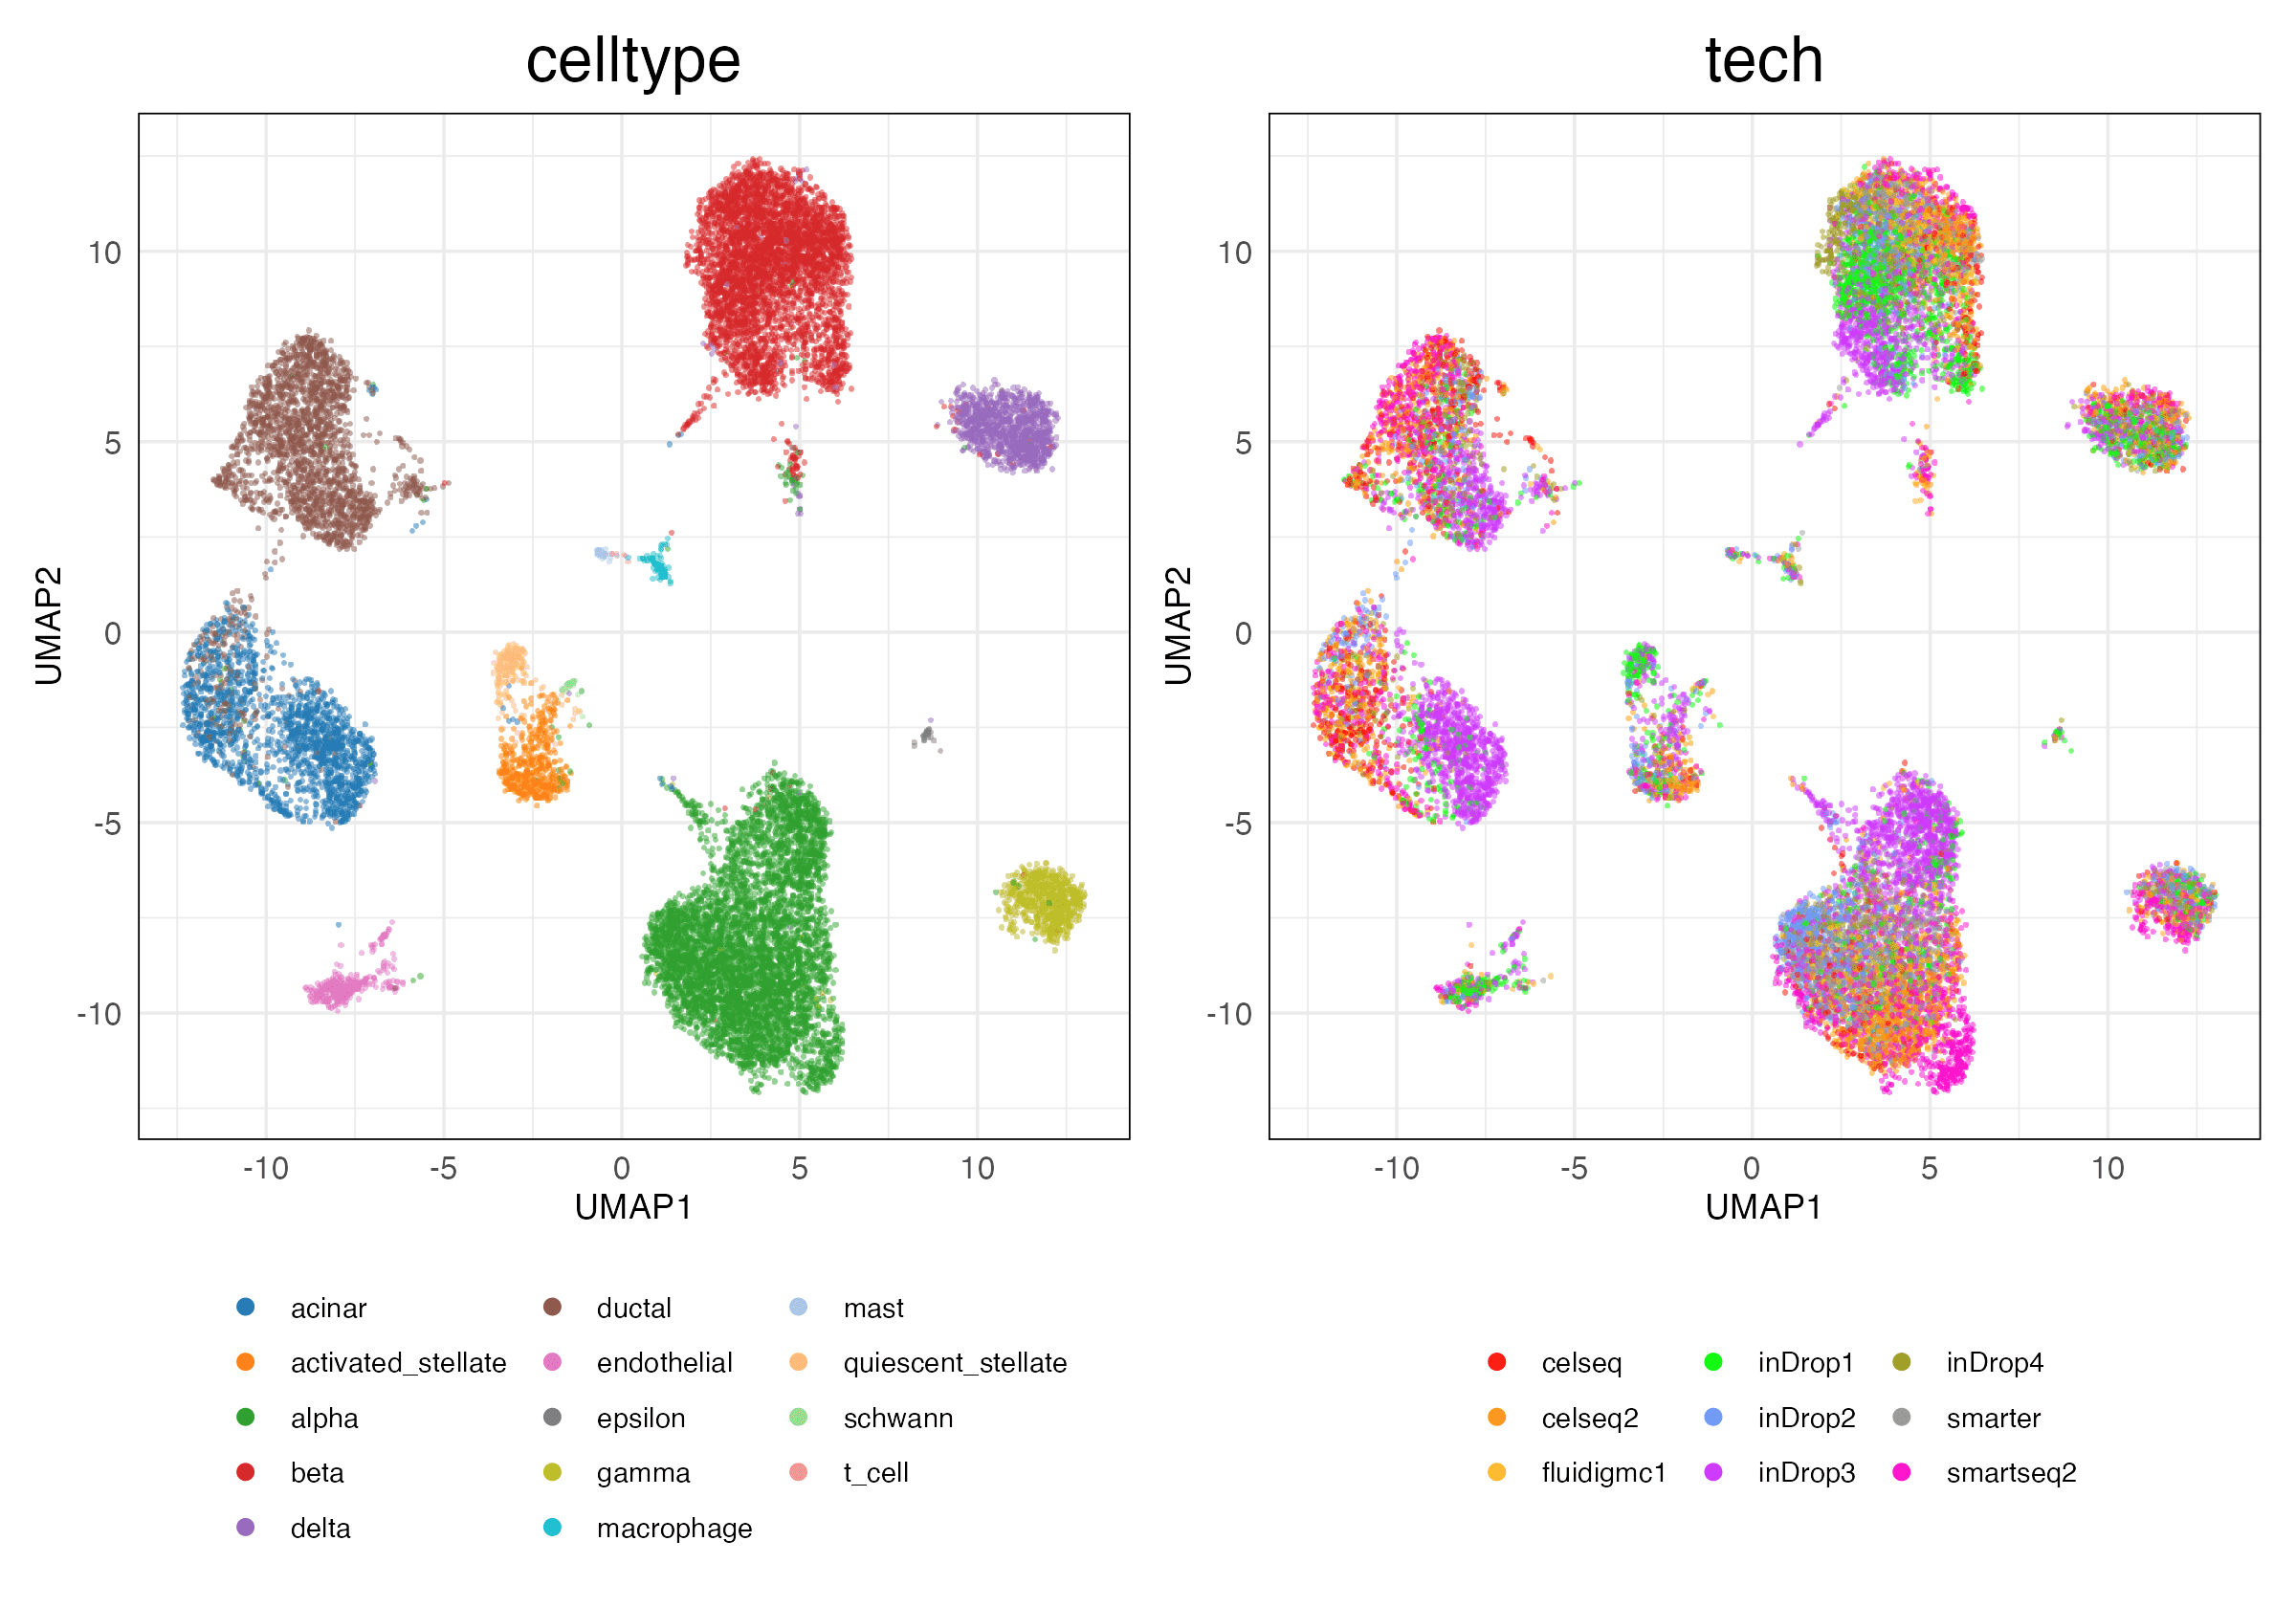 celltype
tech
UMAP2
10
5
0
-5
-10
-10 -5 0 5 10
UMAP1
UMAP2
10
5
0
-5
-10
-10 -5 0 5 10
UMAP1
acinar
activated_stellate
alpha
beta
delta
ductal
endothelial
epsilon
gamma
macrophage
mast
quiescent_stellate
schwann
t_cell
celseq
celseq2
fluidigmc1
inDrop1
inDrop2
inDrop3
inDrop4
smarter
smartseq2